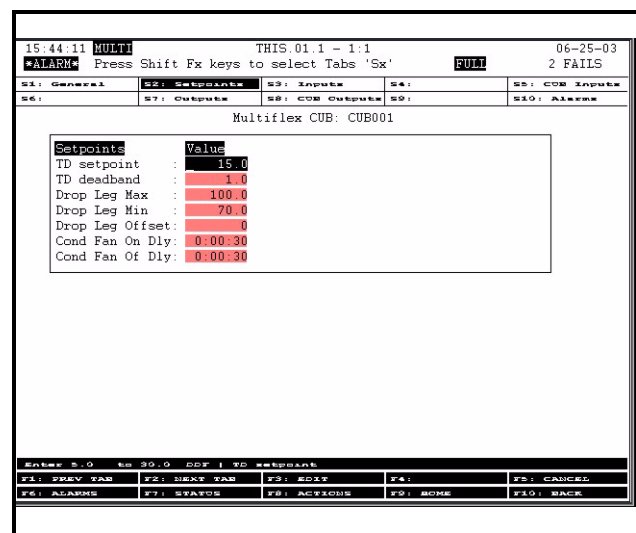 15:44:11 MULTI THIS.01.1 - 1:1 06-25-03
*ALARM* Press Shift Fx keys to select Tabs 'Sx' FULL 2 FAILS
S1: General S2: Setpoints S3: Inputs S4: S5: CUB Inputs
S6: S7: Outputs S8: CUB Outputs S9: S10: Alarms
Multiflex CUB: CUB001
Setpoints Value
TD setpoint : 15.0
TD deadband : 1.0
Drop Leg Max : 100.0
Drop Leg Min : 70.0
Drop Leg Offset: 0
Cond Fan On Dly: 0:00:30
Cond Fan Of Dly: 0:00:30
Enter 5.0 to 30.0 DDF | TD setpoint
F1: PREV TAB F2: NEXT TAB F3: EDIT F4: F5: CANCEL
F6: ALARMS F7: STATUS F8: ACTIONS F9: HOME F10: BACK